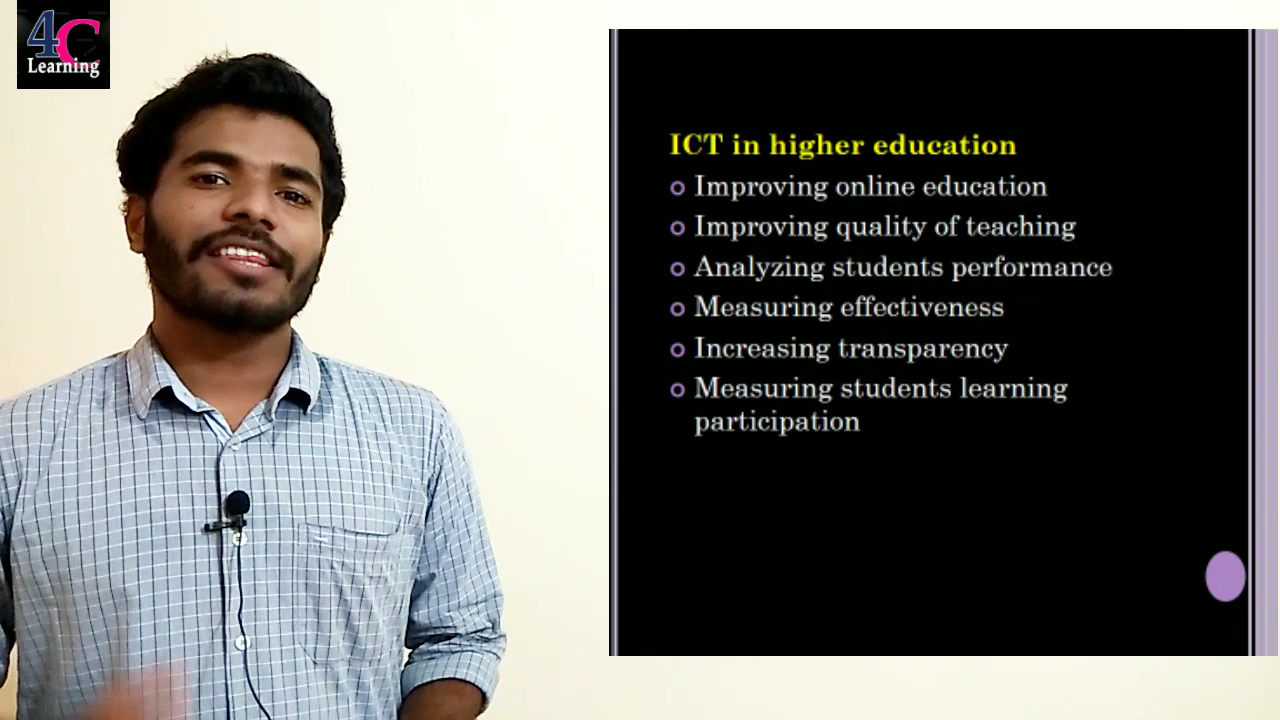 4C
Learning
ICT in higher education
Improving online education
Improving quality of teaching
Analyzing students performance
Measuring effectiveness
Increasing transparency
Measuring students learning
participation